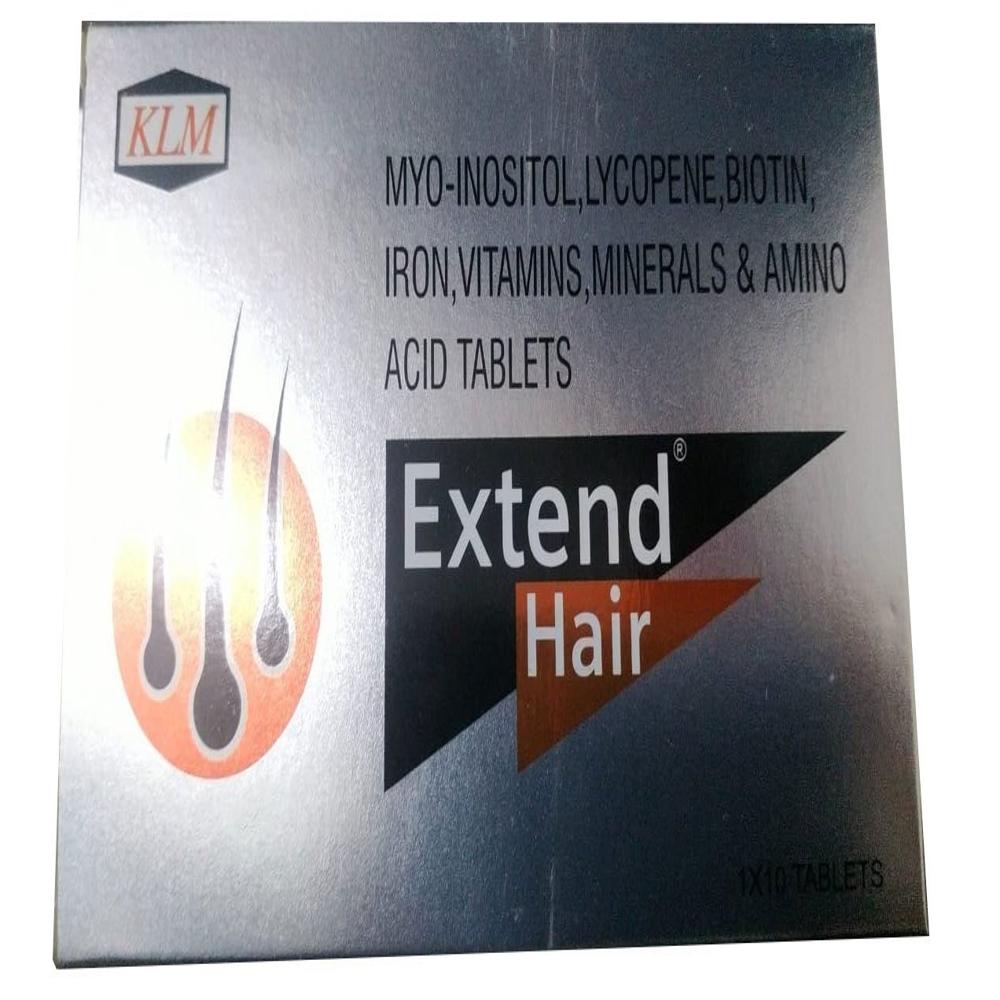 KLM
MYO-INOSITOL,LYCOPENE,BIOTIN,
IRON,VITAMINS,MINERALS & AMINO
ACID TABLETS
Extend®
Hair
1X10 TABLETS